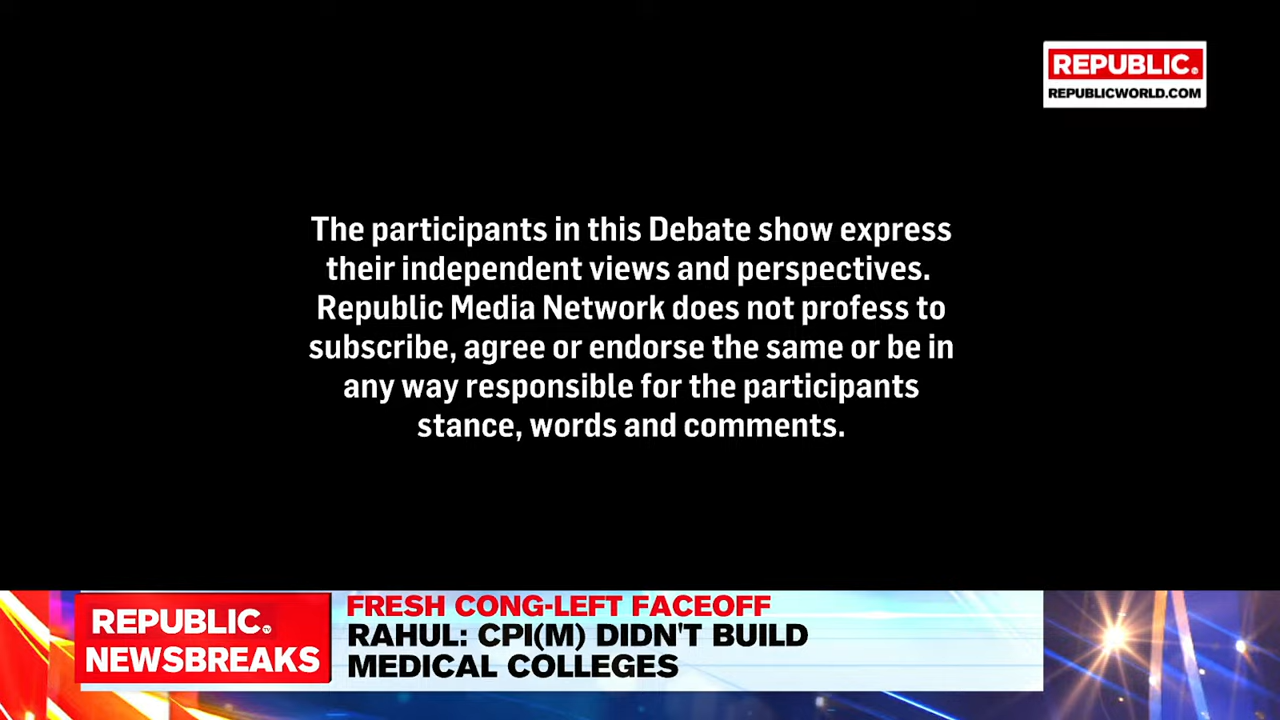 REPUBLIC.
REPUBLICWORLD.COM
The participants in this Debate show express
their independent views and perspectives.
Republic Media Network does not profess to
subscribe, agree or endorse the same or be in
any way responsible for the participants
stance, words and comments.
REPUBLIC.
NEWSBREAKS
FRESH CONG-LEFT FACEOFF
RAHUL: CPI(M) DIDN'T BUILD
MEDICAL COLLEGES